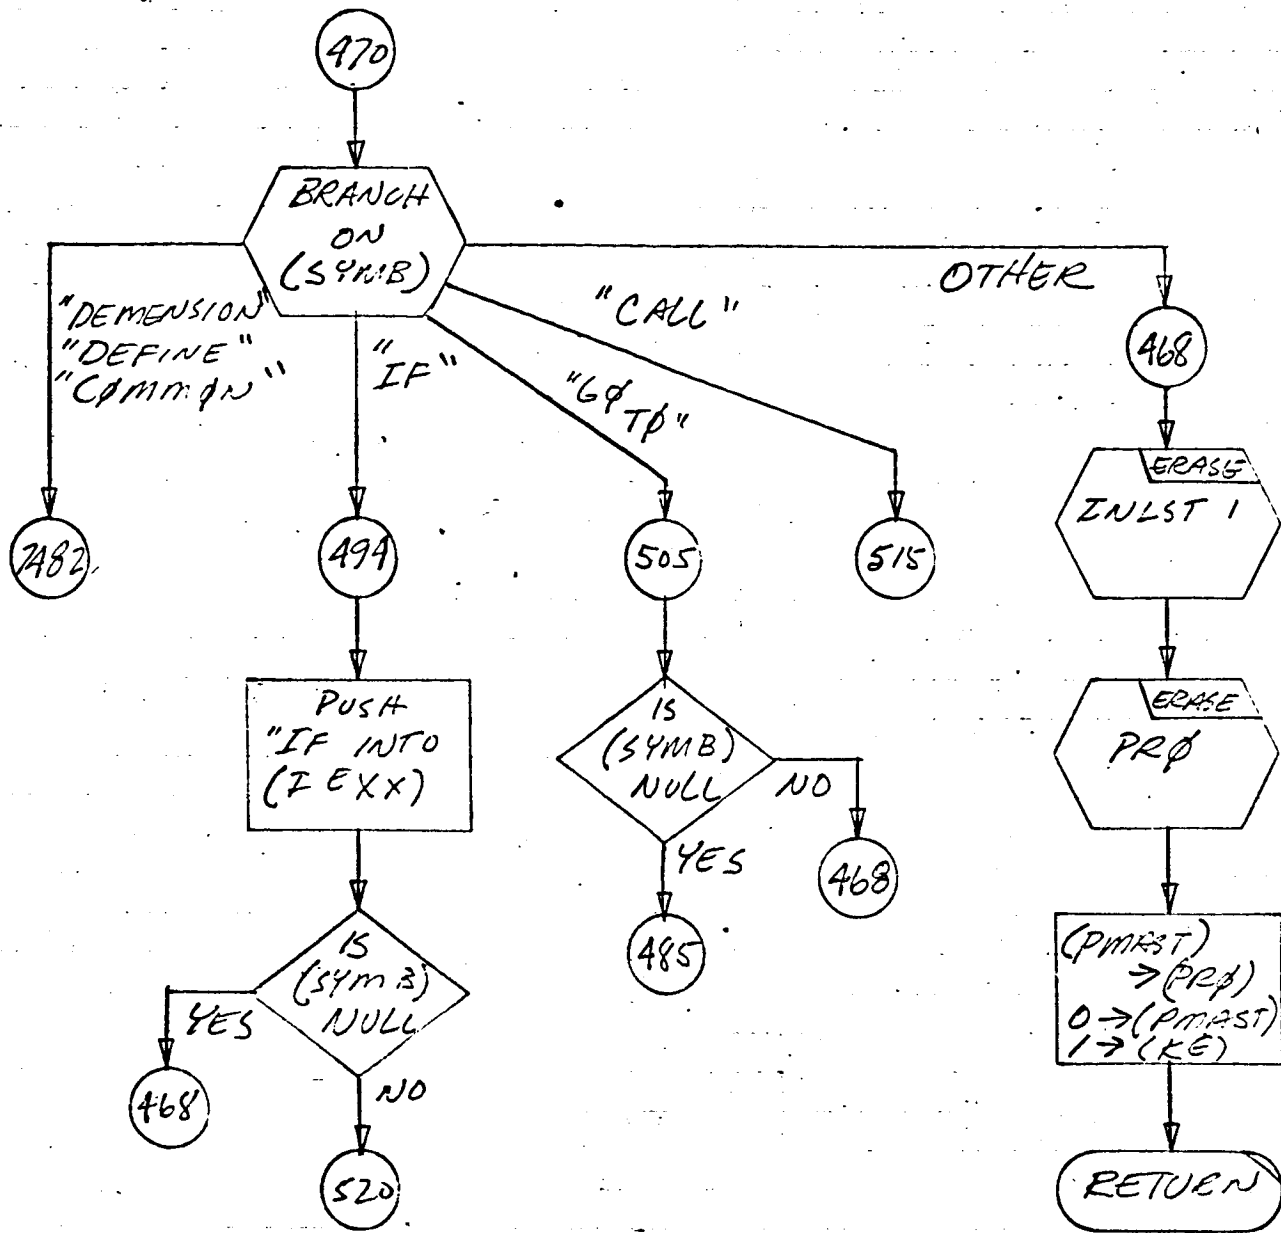 470
BRANCH
ON
(SYMB)
"DEMENSION"
"DEFINE"
"CØMMØN"
"IF"
"GØ
TØ"
"CALL"
OTHER
468
ERASE
INLST 1
7482
494
505
515
PUSH
"IF INTO
(IEXX)
IS
(SYMB)
NULL
NO
YES
468
485
ERASE
PRØ
IS
(SYMB)
NULL
YES
NO
468
520
(PMAST)
→(PRØ)
0→(PMAST)
1→(KE)
RETURN